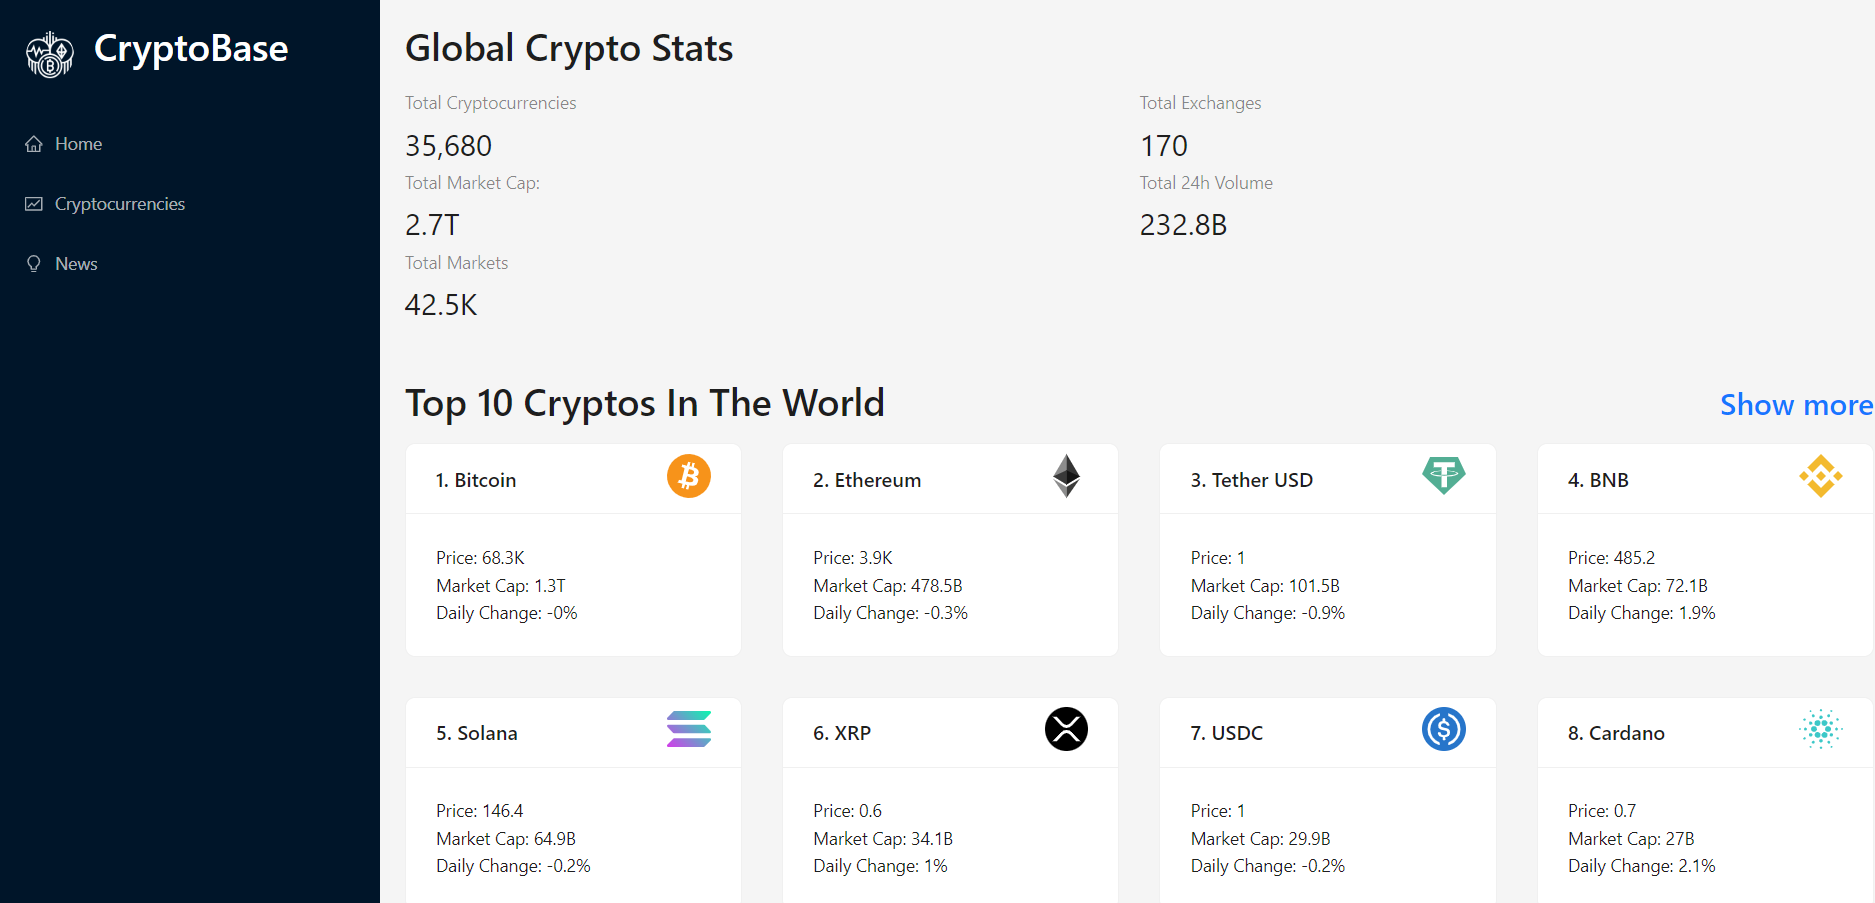 CryptoBase
Home
Cryptocurrencies
News
Global Crypto Stats
Total Cryptocurrencies
35,680
Total Exchanges
170
Total Market Cap:
2.7T
Total 24h Volume
232.8B
Total Markets
42.5K
Top 10 Cryptos In The World
Show more
1. Bitcoin
Price: 68.3K
Market Cap: 1.3T
Daily Change: -0%
2. Ethereum
Price: 3.9K
Market Cap: 478.5B
Daily Change: -0.3%
3. Tether USD
Price: 1
Market Cap: 101.5B
Daily Change: -0.9%
4. BNB
Price: 485.2
Market Cap: 72.1B
Daily Change: 1.9%
5. Solana
Price: 146.4
Market Cap: 64.9B
Daily Change: -0.2%
6. XRP
Price: 0.6
Market Cap: 34.1B
Daily Change: 1%
7. USDC
Price: 1
Market Cap: 29.9B
Daily Change: -0.2%
8. Cardano
Price: 0.7
Market Cap: 27B
Daily Change: 2.1%